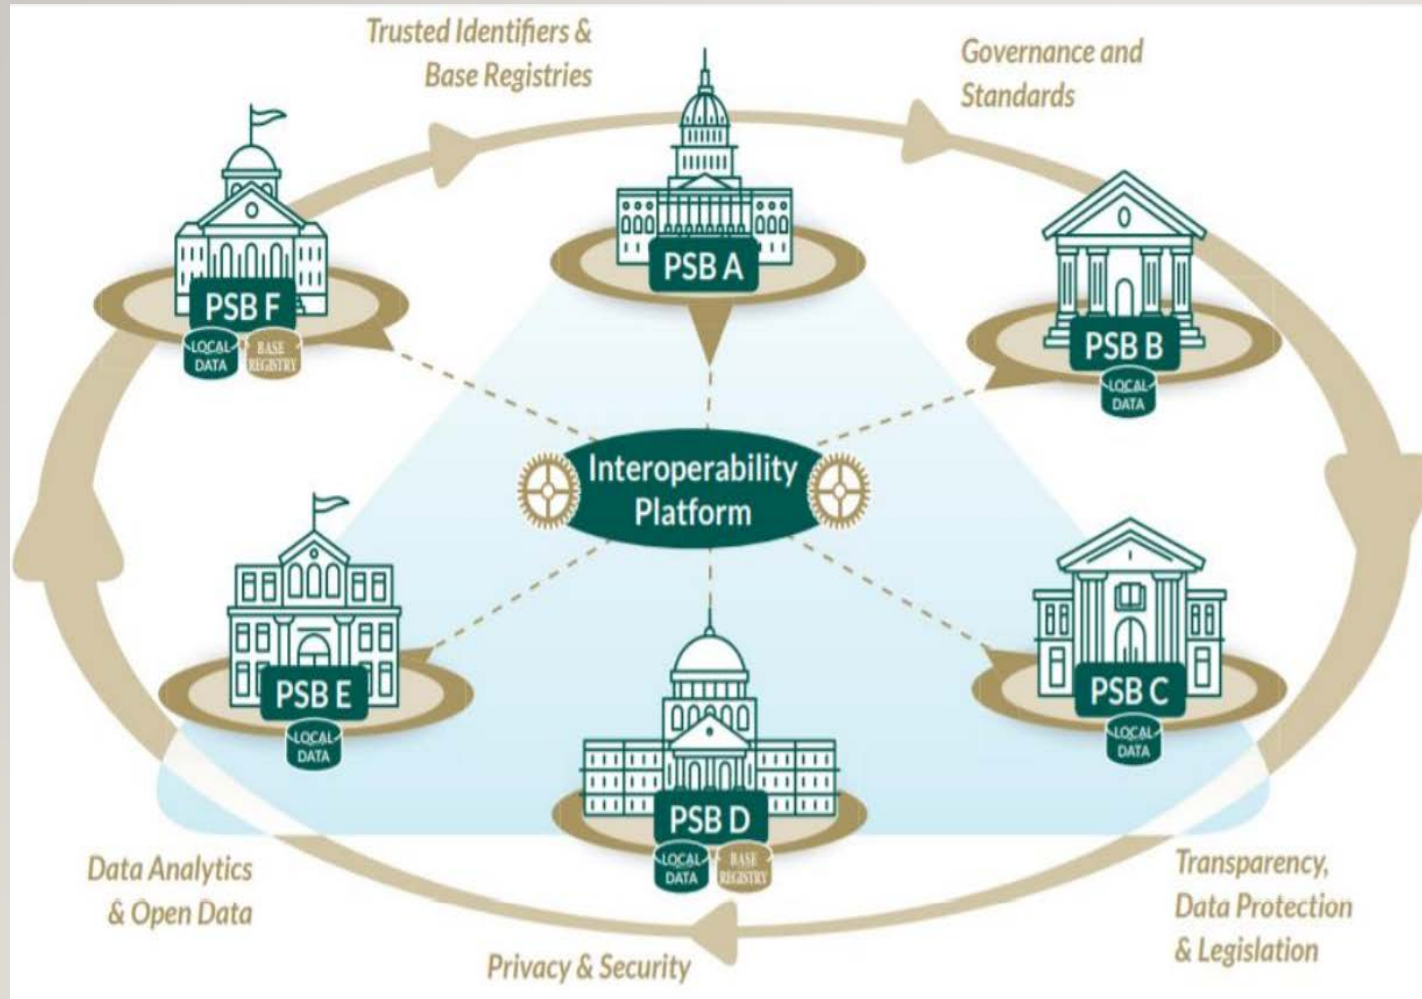 Trusted Identifiers &
Base Registries
Governance and
Standards
PSB A
PSB F
LOCAL
DATA
BASE
REGISTRY
PSB B
LOCAL
DATA
Interoperability
Platform
PSB E
LOCAL
DATA
PSB C
LOCAL
DATA
PSB D
LOCAL
DATA
BASE
REGISTRY
Data Analytics
& Open Data
Privacy & Security
Transparency,
Data Protection
& Legislation